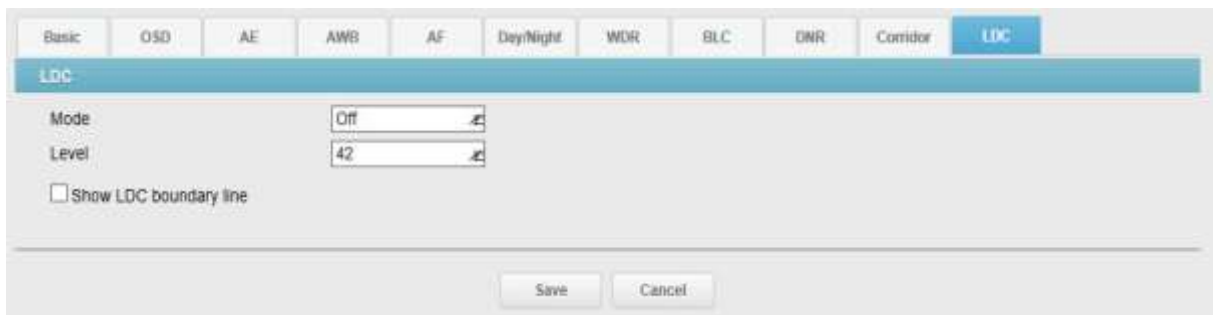 Basic OSD AE AWB AF Day/Night WDR BLC DNR Corridor LDC
LDC
Mode Off
Level 42
Show LDC boundary line
Save Cancel